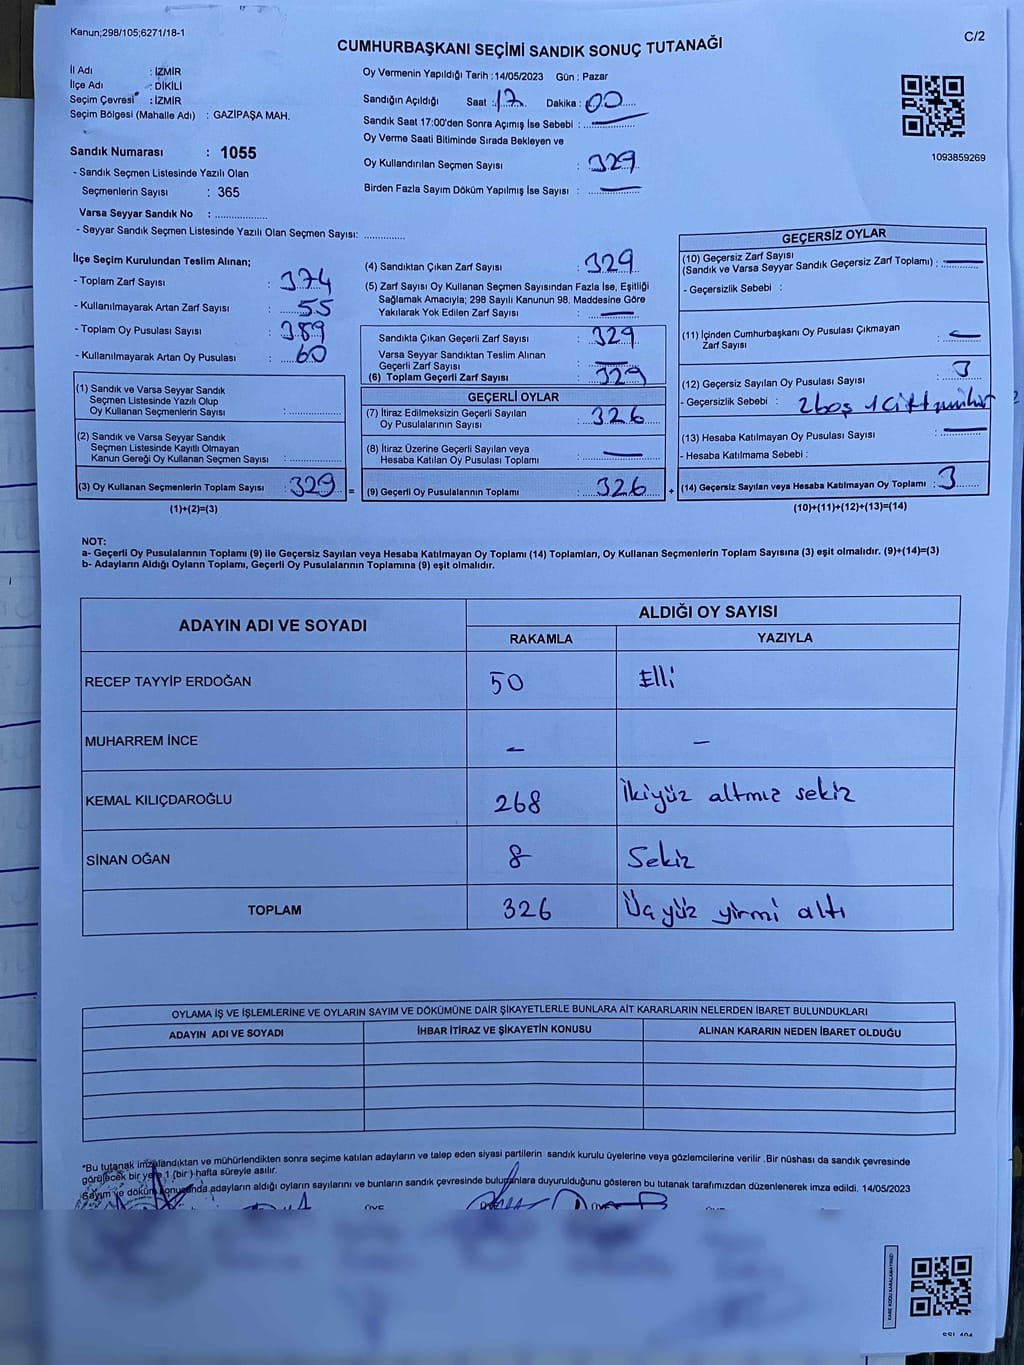 Kanun;298/105;6271/18-1
C/2
CUMHURBAŞKANI SEÇİMİ SANDIK SONUÇ TUTANAĞI
İl Adı : İZMİR
İlçe Adı : DİKİLİ
Seçim Çevresi : İZMİR
Seçim Bölgesi (Mahalle Adı) : GAZİPAŞA MAH.
Sandık Numarası : 1055
- Sandık Seçmen Listesinde Yazılı Olan
Seçmenlerin Sayısı : 365
Varsa Seyyar Sandık No : ..................
- Seyyar Sandık Seçmen Listesinde Yazılı Olan Seçmen Sayısı: ..............
Oy Vermenin Yapıldığı Tarih : 14/05/2023 Gün : Pazar
Sandığın Açıldığı Saat : 17 Dakika : 00
Sandık Saat 17:00'den Sonra Açımış İse Sebebi : —
Oy Verme Saati Bitiminde Sırada Bekleyen ve
Oy Kullandırılan Seçmen Sayısı : 329
Birden Fazla Sayım Döküm Yapılmış İse Sayısı : —
1093859269
İlçe Seçim Kurulundan Teslim Alınan;
- Toplam Zarf Sayısı : 374
- Kullanılmayarak Artan Zarf Sayısı : 55
- Toplam Oy Pusulası Sayısı : 389
- Kullanılmayarak Artan Oy Pusulası : 60
(1) Sandık ve Varsa Seyyar Sandık
Seçmen Listesinde Yazılı Olup
Oy Kullanan Seçmenlerin Sayısı : ..............
(2) Sandık ve Varsa Seyyar Sandık
Seçmen Listesinde Kayıtlı Olmayan
Kanun Gereği Oy Kullanan Seçmen Sayısı : ..............
(3) Oy Kullanan Seçmenlerin Toplam Sayısı : 329 =
(1)+(2)=(3)
(4) Sandıktan Çıkan Zarf Sayısı : 329
(5) Zarf Sayısı Oy Kullanan Seçmen Sayısından Fazla İse, Eşitliği
Sağlamak Amacıyla; 298 Sayılı Kanunun 98. Maddesine Göre
Yakılarak Yok Edilen Zarf Sayısı : —
Sandıkta Çıkan Geçerli Zarf Sayısı : 329
Varsa Seyyar Sandıktan Teslim Alınan
Geçerli Zarf Sayısı : —
(6) Toplam Geçerli Zarf Sayısı : 329
GEÇERLİ OYLAR
(7) İtiraz Edilmeksizin Geçerli Sayılan
Oy Pusulalarının Sayısı : 326
(8) İtiraz Üzerine Geçerli Sayılan veya
Hesaba Katılan Oy Pusulası Toplamı : —
(9) Geçerli Oy Pusulalarının Toplamı : 326 +
GEÇERSİZ OYLAR
(10) Geçersiz Zarf Sayısı
(Sandık ve Varsa Seyyar Sandık Geçersiz Zarf Toplamı) : —
- Geçersizlik Sebebi :
(11) İçinden Cumhurbaşkanı Oy Pusulası Çıkmayan
Zarf Sayısı : —
(12) Geçersiz Sayılan Oy Pusulası Sayısı : 3
- Geçersizlik Sebebi : 2 boş 1
(13) Hesaba Katılmayan Oy Pusulası Sayısı : —
- Hesaba Katılmama Sebebi :
(14) Geçersiz Sayılan veya Hesaba Katılmayan Oy Toplamı : 3
(10)+(11)+(12)+(13)=(14)
NOT:
a- Geçerli Oy Pusulalarının Toplamı (9) ile Geçersiz Sayılan veya Hesaba Katılmayan Oy Toplamı (14) Toplamları, Oy Kullanan Seçmenlerin Toplam Sayısına (3) eşit olmalıdır. (9)+(14)=(3)
b- Adayların Aldığı Oyların Toplamı, Geçerli Oy Pusulalarının Toplamına (9) eşit olmalıdır.
ADAYIN ADI VE SOYADI ALDIĞI OY SAYISI
RAKAMLA YAZIYLA
RECEP TAYYİP ERDOĞAN 50 Elli
MUHARREM İNCE – –
KEMAL KILIÇDAROĞLU 268 İkiyüz altmız sekiz
SİNAN OĞAN 8 Sekiz
TOPLAM 326 Üçyüz yirmi altı
OYLAMA İŞ VE İŞLEMLERİNE VE OYLARIN SAYIM VE DÖKÜMÜNE DAİR ŞİKAYETLERLE BUNLARA AİT KARARLARIN NELERDEN İBARET BULUNDUKLARI
ADAYIN ADI VE SOYADI İHBAR İTİRAZ VE ŞİKAYETİN KONUSU ALINAN KARARIN NEDEN İBARET OLDUĞU
*Bu tutanak imzalandıktan ve mühürlendikten sonra seçime katılan adayların ve talep eden siyasi partilerin sandık kurulu üyelerine veya gözlemcilerine verilir .Bir nüshası da sandık çevresinde
görülecek bir yere 1 (bir ) hafta süreyle asılır.
Sayım ve döküm sonucunda adayların aldığı oyların sayılarını ve bunların sandık çevresinde bulunanlara duyurulduğunu gösteren bu tutanak tarafımızdan düzenlenerek imza edildi. 14/05/2023
ÜYE